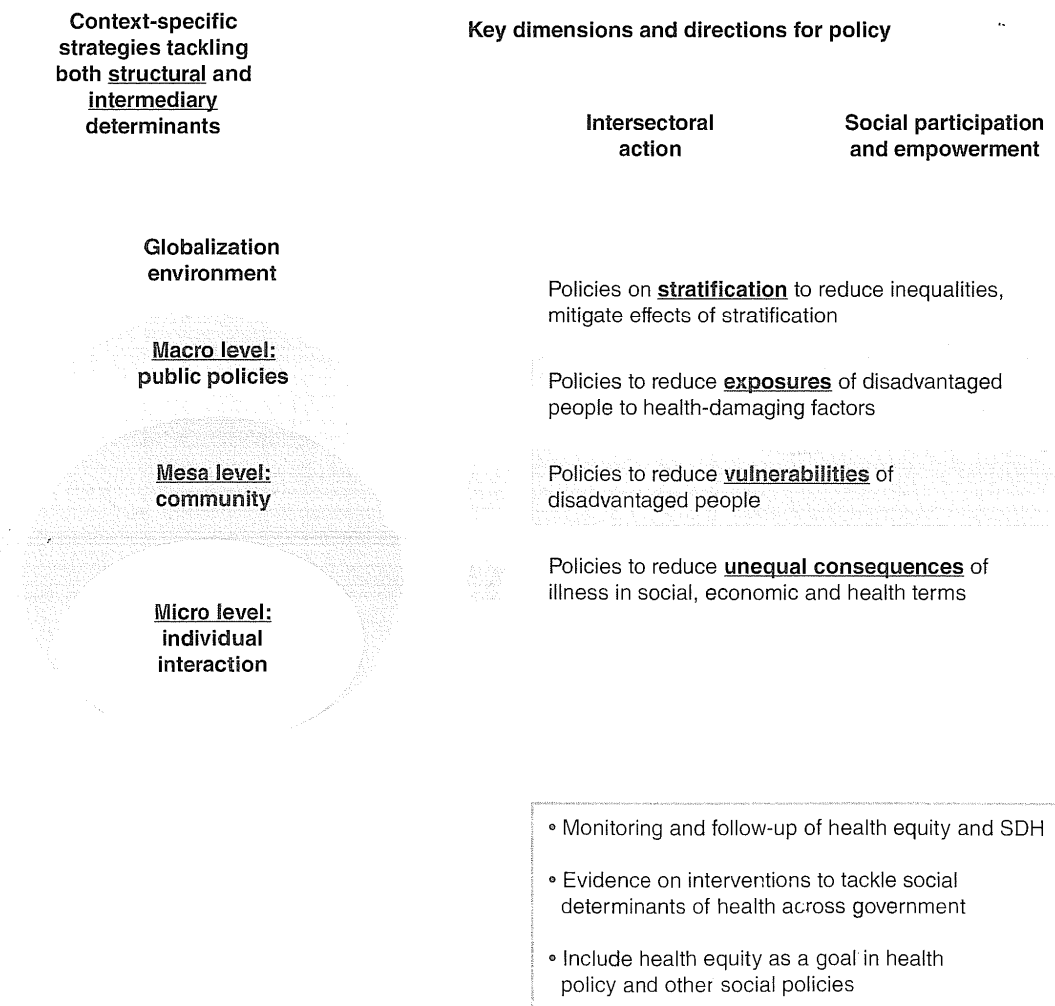 Context-specific
strategies tackling
both structural and
intermediary
determinants
Key dimensions and directions for policy
Intersectoral
action
Social participation
and empowerment
Globalization
environment
Macro level:
public policies
Mesa level:
community
Micro level:
individual
interaction
Policies on stratification to reduce inequalities,
mitigate effects of stratification
Policies to reduce exposures of disadvantaged
people to health-damaging factors
Policies to reduce vulnerabilities of
disadvantaged people
Policies to reduce unequal consequences of
illness in social, economic and health terms
• Monitoring and follow-up of health equity and SDH
• Evidence on interventions to tackle social
determinants of health across government
• Include health equity as a goal in health
policy and other social policies